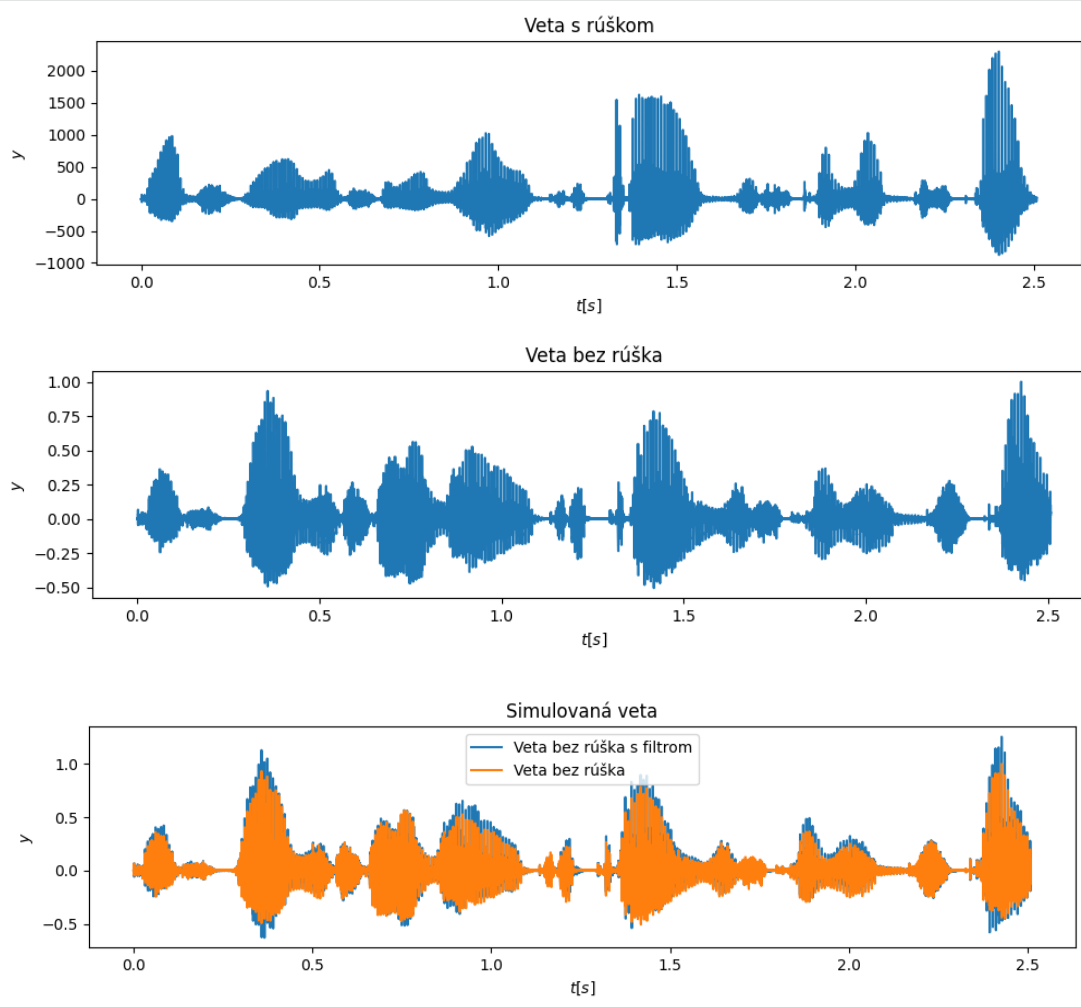 Veta s rúškom
2000
1500
1000
500
0
−500
−1000
y
0.0 0.5 1.0 1.5 2.0 2.5
t[s]
Veta bez rúška
1.00
0.75
0.50
0.25
0.00
−0.25
−0.50
y
0.0 0.5 1.0 1.5 2.0 2.5
t[s]
Simulovaná veta
Veta bez rúška s filtrom
Veta bez rúška
1.0
0.5
0.0
−0.5
y
0.0 0.5 1.0 1.5 2.0 2.5
t[s]